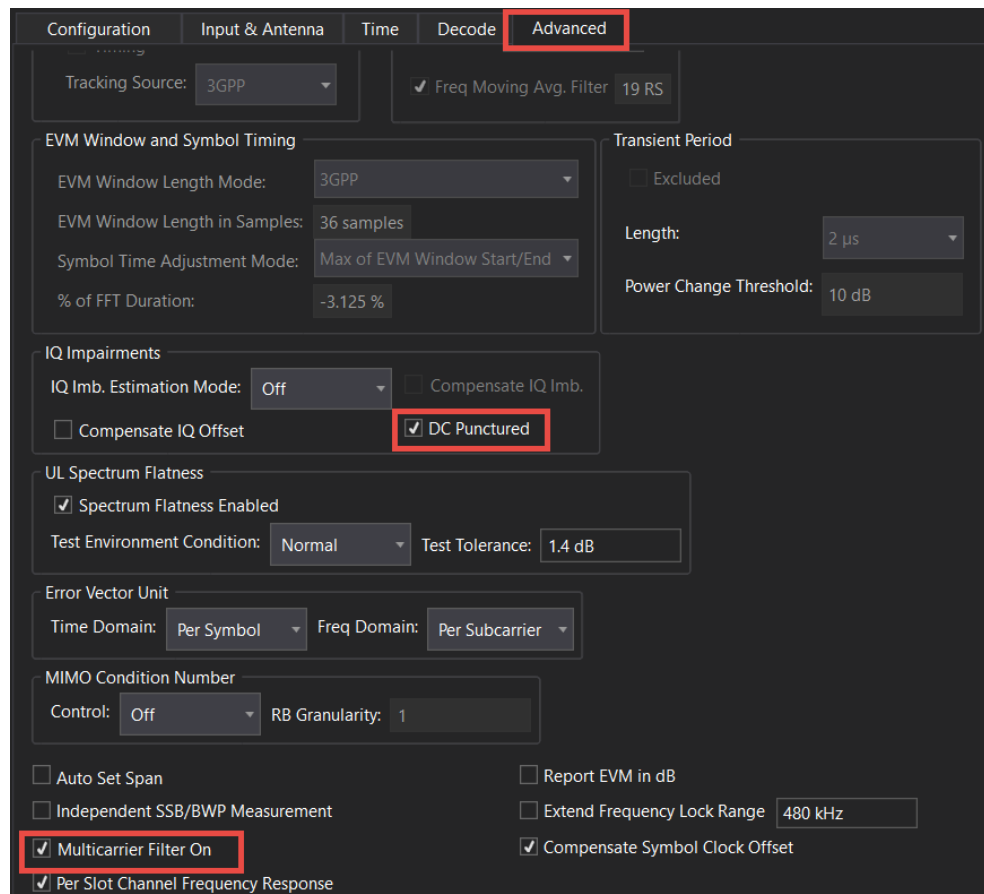 Configuration
Input & Antenna
Time
Decode
Advanced
Timing
Tracking Source: 3GPP
Freq Moving Avg. Filter 19 RS
EVM Window and Symbol Timing
EVM Window Length Mode: 3GPP
EVM Window Length in Samples: 36 samples
Symbol Time Adjustment Mode: Max of EVM Window Start/End
% of FFT Duration: -3.125 %
Transient Period
Excluded
Length: 2 µs
Power Change Threshold: 10 dB
IQ Impairments
IQ Imb. Estimation Mode: Off
Compensate IQ Imb.
Compensate IQ Offset
DC Punctured
UL Spectrum Flatness
Spectrum Flatness Enabled
Test Environment Condition: Normal
Test Tolerance: 1.4 dB
Error Vector Unit
Time Domain: Per Symbol
Freq Domain: Per Subcarrier
MIMO Condition Number
Control: Off
RB Granularity: 1
Auto Set Span
Report EVM in dB
Independent SSB/BWP Measurement
Extend Frequency Lock Range 480 kHz
Multicarrier Filter On
Compensate Symbol Clock Offset
Per Slot Channel Frequency Response